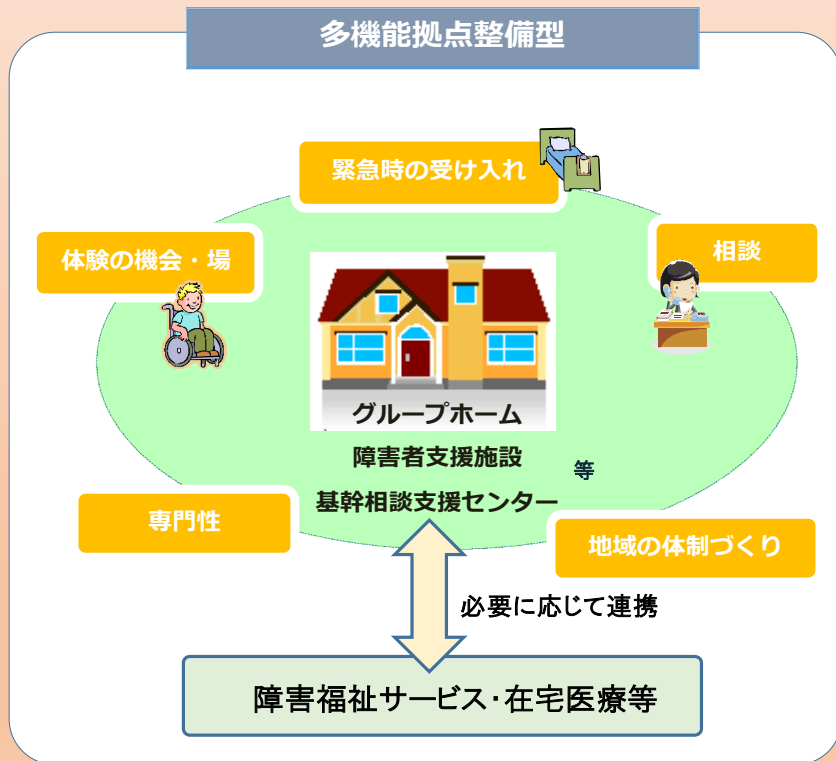 多機能拠点整備型
緊急時の受け入れ
体験の機会・場
相談
グループホーム
障害者支援施設
等
基幹相談支援センター
専門性
地域の体制づくり
必要に応じて連携
障害福祉サービス・在宅医療等